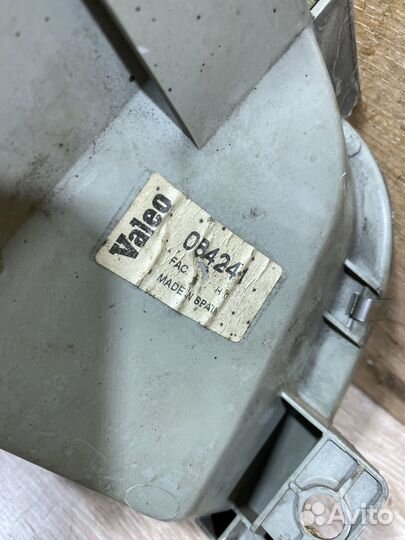 Valeo
084241
FAC H
MADE IN SPAIN
Avito